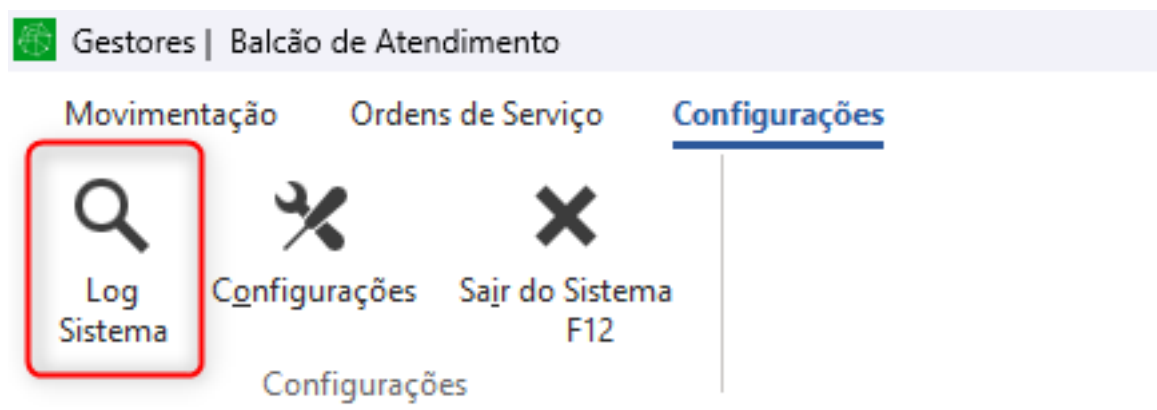 Gestores | Balcão de Atendimento
Movimentação Ordens de Serviço Configurações
Log Sistema
Configurações
Sair do Sistema
F12
Configurações